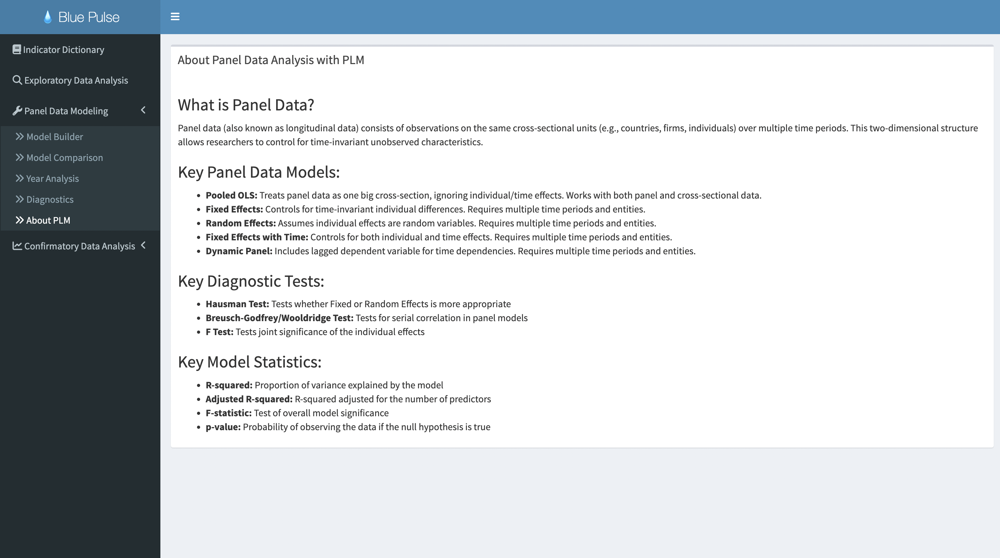 Blue Pulse
Indicator Dictionary
Exploratory Data Analysis
Panel Data Modeling
Model Builder
Model Comparison
Year Analysis
Diagnostics
About PLM
Confirmatory Data Analysis
About Panel Data Analysis with PLM
What is Panel Data?
Panel data (also known as longitudinal data) consists of observations on the same cross-sectional units (e.g., countries, firms, individuals) over multiple time periods. This two-dimensional structure
allows researchers to control for time-invariant unobserved characteristics.
Key Panel Data Models:
• Pooled OLS: Treats panel data as one big cross-section, ignoring individual/time effects. Works with both panel and cross-sectional data.
• Fixed Effects: Controls for time-invariant individual differences. Requires multiple time periods and entities.
• Random Effects: Assumes individual effects are random variables. Requires multiple time periods and entities.
• Fixed Effects with Time: Controls for both individual and time effects. Requires multiple time periods and entities.
• Dynamic Panel: Includes lagged dependent variable for time dependencies. Requires multiple time periods and entities.
Key Diagnostic Tests:
• Hausman Test: Tests whether Fixed or Random Effects is more appropriate
• Breusch-Godfrey/Wooldridge Test: Tests for serial correlation in panel models
• F Test: Tests joint significance of the individual effects
Key Model Statistics:
• R-squared: Proportion of variance explained by the model
• Adjusted R-squared: R-squared adjusted for the number of predictors
• F-statistic: Test of overall model significance
• p-value: Probability of observing the data if the null hypothesis is true